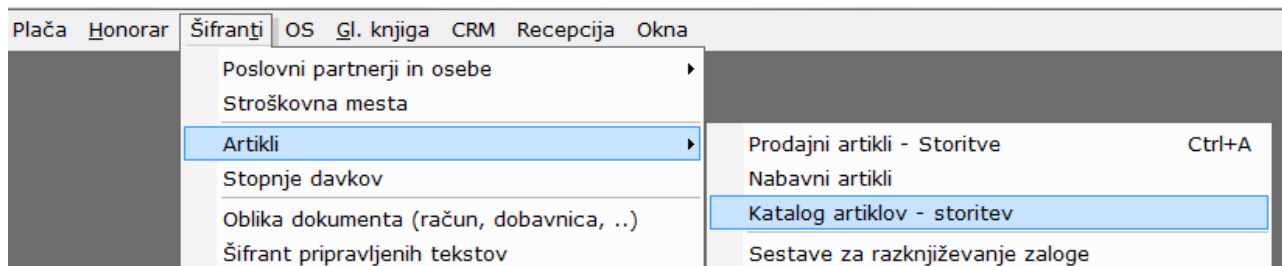 Plača Honorar Šifranti OS Gl. knjiga CRM Recepcija Okna
Poslovni partnerji in osebe
Stroškovna mesta
Artikli
Stopnje davkov
Oblika dokumenta (račun, dobavnica, ..)
Šifrant pripravljenih tekstov
Prodajni artikli - Storitve Ctrl+A
Nabavni artikli
Katalog artiklov - storitev
Sestave za razknjiževanje zaloge